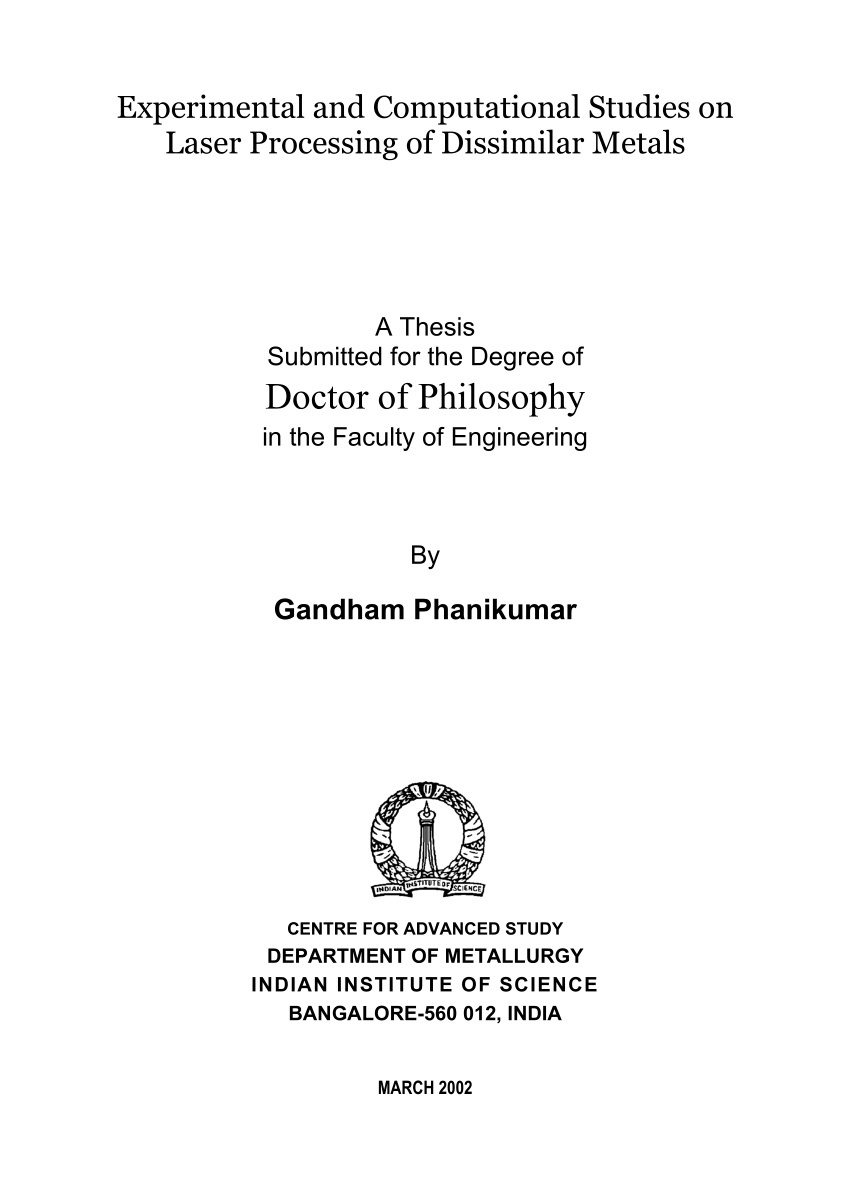 Experimental and Computational Studies on
Laser Processing of Dissimilar Metals
A Thesis
Submitted for the Degree of
Doctor of Philosophy
in the Faculty of Engineering
By
Gandham Phanikumar
INDIAN INSTITUTE OF SCIENCE
CENTRE FOR ADVANCED STUDY
DEPARTMENT OF METALLURGY
INDIAN INSTITUTE OF SCIENCE
BANGALORE-560 012, INDIA
MARCH 2002